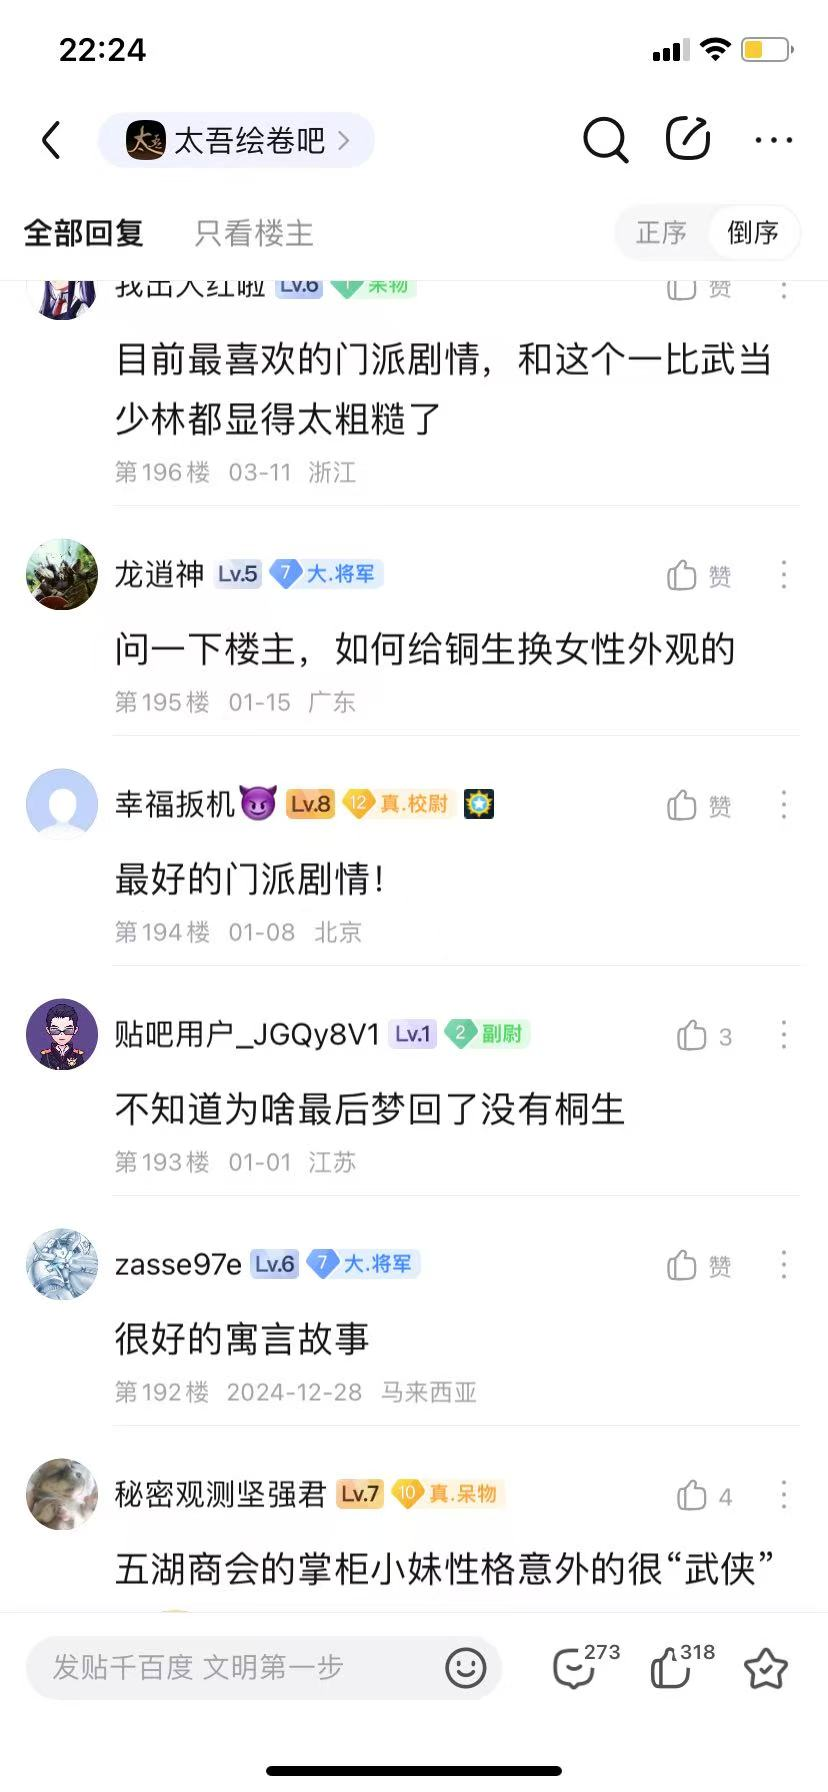 22:24
太吾绘卷吧
全部回复 只看楼主 正序 倒序
我出大红啦 Lv.6 1 呆物 赞
目前最喜欢的门派剧情，和这个一比武当
少林都显得太粗糙了
第196楼 03-11 浙江
龙逍神 Lv.5 7 大.将军 赞
问一下楼主，如何给铜生换女性外观的
第195楼 01-15 广东
幸福扳机😈 Lv.8 12 真.校尉 赞
最好的门派剧情！
第194楼 01-08 北京
贴吧用户_JGQy8V1 Lv.1 2 副尉 3
不知道为啥最后梦回了没有桐生
第193楼 01-01 江苏
zasse97e Lv.6 7 大.将军 赞
很好的寓言故事
第192楼 2024-12-28 马来西亚
秘密观测坚强君 Lv.7 10 真.呆物 4
五湖商会的掌柜小妹性格意外的很“武侠”
发贴千百度 文明第一步 273 318